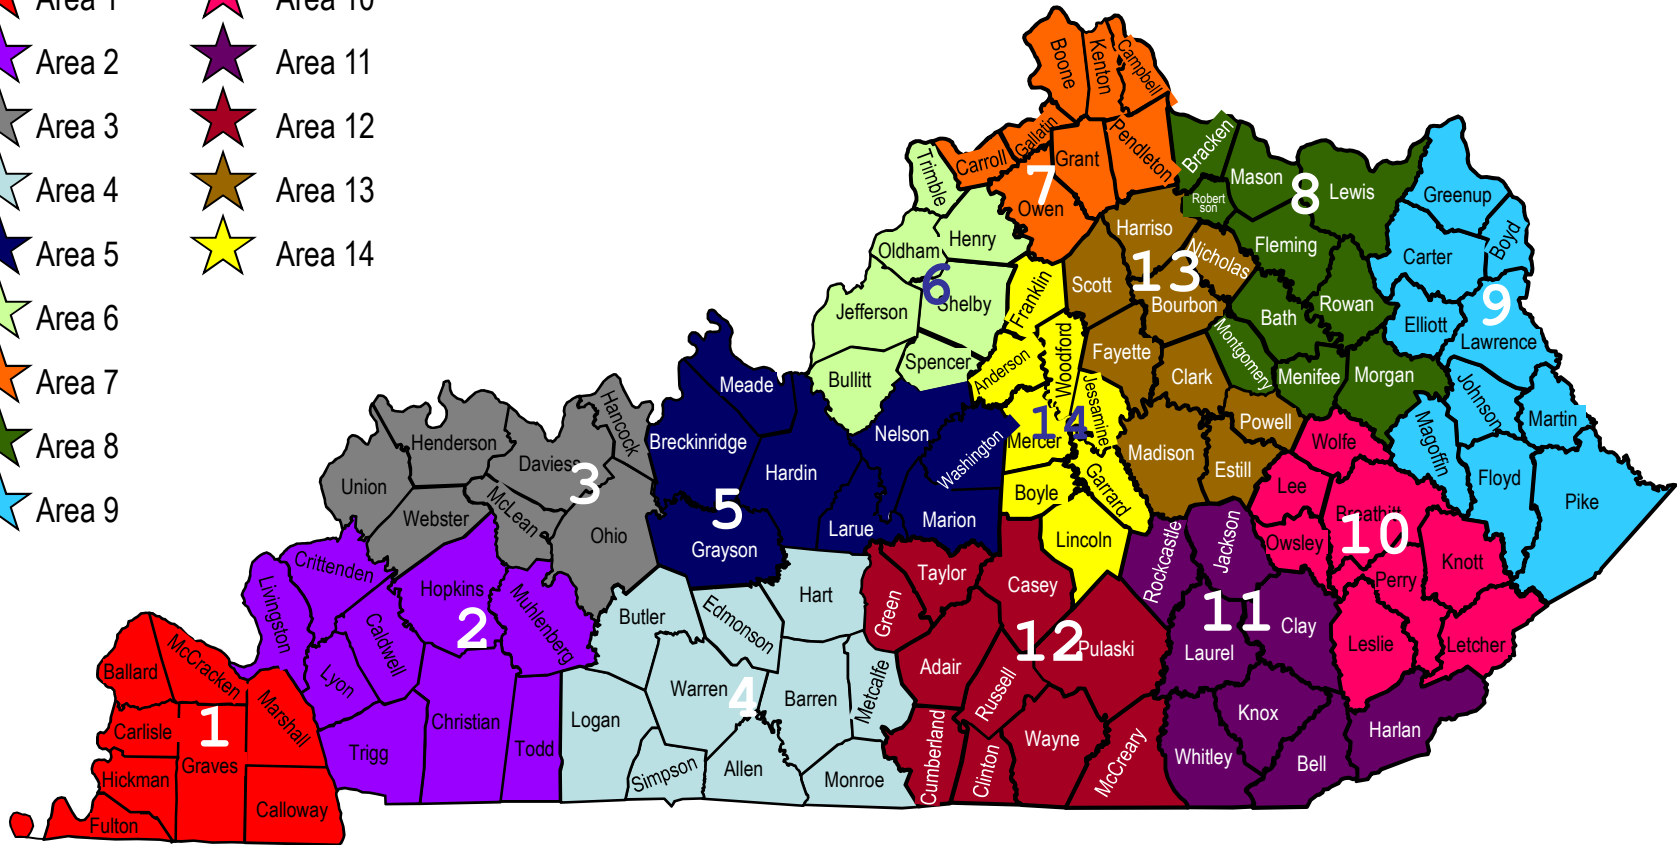 Area 1
Area 10
Area 2
Area 11
Area 3
Area 12
Area 4
Area 13
Area 5
Area 14
Area 6
Area 7
Area 8
Area 9
Boone
Kenton
Campbell
Carroll
Gallatin
Grant
Pendleton
7
Owen
Bracken
Mason
Robert
son
8
Lewis
Fleming
Rowan
Bath
Montgomery
Menifee
Morgan
Greenup
Carter
Boyd
9
Elliott
Lawrence
Johnson
Martin
Magoffin
Floyd
Pike
Trimble
Henry
Oldham
6
Shelby
Jefferson
Spencer
Bullitt
Harriso
Nicholas
13
Scott
Bourbon
Fayette
Clark
Powell
Madison
Estill
Franklin
Woodford
Anderson
Jessamine
14
Mercer
Boyle
Garrard
Lincoln
Meade
Breckinridge
Hardin
Nelson
Washington
5
Grayson
Larue
Marion
Hancock
Henderson
Daviess
3
Union
Webster
McLean
Ohio
Crittenden
Livingston
Hopkins
2
Caldwell
Muhlenberg
Lyon
Trigg
Christian
Todd
Ballard
McCracken
Marshall
1
Carlisle
Graves
Hickman
Calloway
Fulton
Butler
Edmonson
Hart
Warren
4
Barren
Metcalfe
Logan
Simpson
Allen
Monroe
Green
Taylor
Casey
12
Pulaski
Adair
Russell
Cumberland
Clinton
Wayne
McCreary
Rockcastle
Jackson
11
Clay
Laurel
Knox
Whitley
Bell
Harlan
Wolfe
Lee
Breathitt
10
Owsley
Perry
Knott
Leslie
Letcher